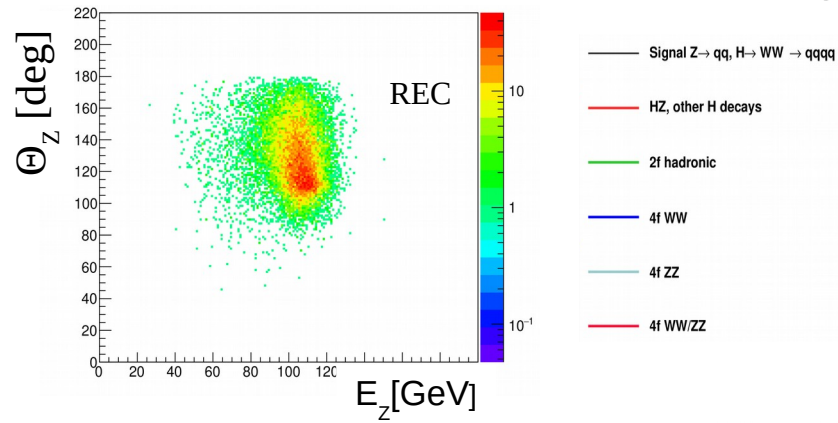 220
200
180
160
140
120
100
80
60
40
20
0
Θ_Z [deg]
REC
0 20 40 60 80 100 120
E_Z[GeV]
10
1
10⁻¹
Signal Z→ qq, H→ WW → qqqq
HZ, other H decays
2f hadronic
4f WW
4f ZZ
4f WW/ZZ